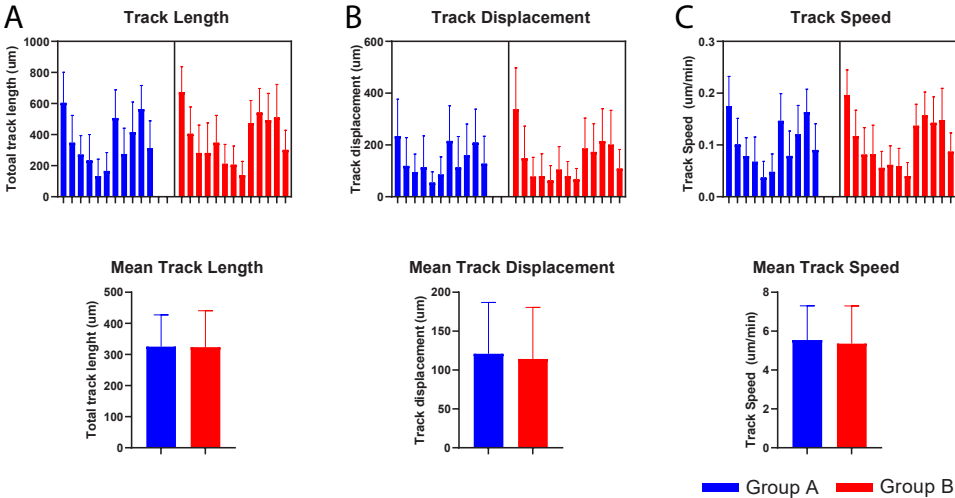 A
Track Length
Tototal track length (um)
1000
800
600
400
200
0
B
Track Displacement
Track displacement (um)
600
400
200
0
C
Track Speed
Track Speed (um/min)
0.3
0.2
0.1
0.0
Mean Track Length
Total track lenght (um)
500
400
300
200
100
0
Mean Track Displacement
Track displacement (um)
200
150
100
50
0
Mean Track Speed
Track Speed (um/min)
8
6
4
2
0
Group A
Group B